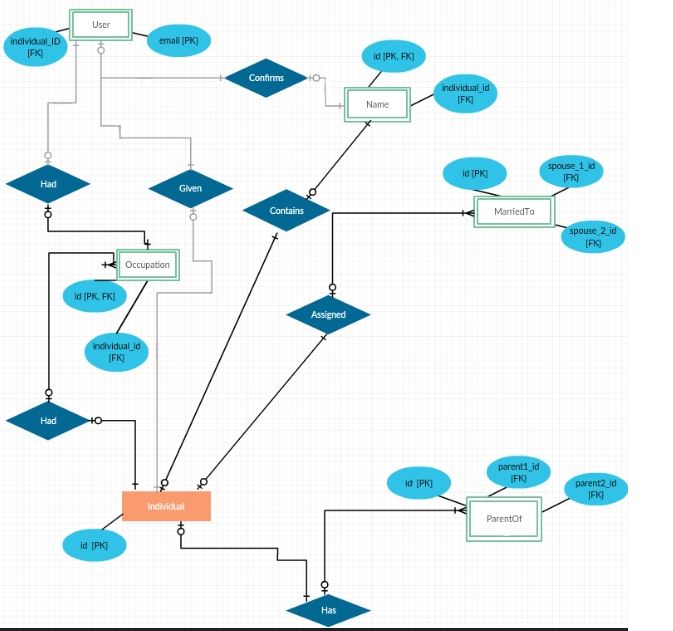 User
individual_ID
[FK]
email [PK]
id [PK, FK]
Confirms
individual_id
[FK]
Name
Had
Given
Contains
id [PK]
spouse_1_id
[FK]
MarriedTo
spouse_2_id
[FK]
Occupation
id [PK, FK]
Assigned
individual_id
[FK]
Had
Individual
id [PK]
id [PK]
parent1_id
[FK]
parent2_id
[FK]
ParentOf
Has